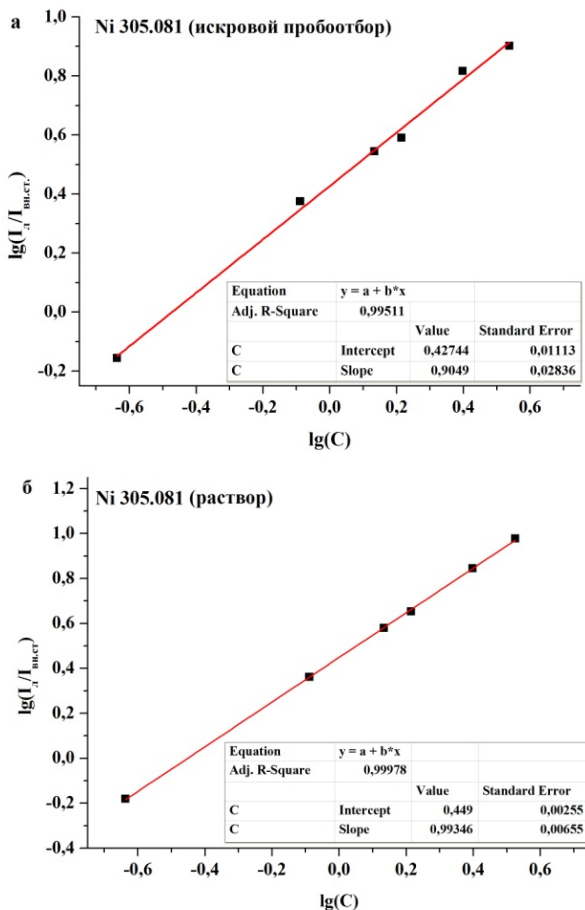 а
Ni 305.081 (искровой пробоотбор)
1,0
0,8
0,6
0,4
0,2
0,0
-0,2
lg(Iл/Iвн.ст.)
Equation y = a + b*x
Adj. R-Square 0,99511
Value Standard Error
C Intercept 0,42744 0,01113
C Slope 0,9049 0,02836
-0,6 -0,4 -0,2 0,0 0,2 0,4 0,6
lg(C)
б
Ni 305.081 (раствор)
1,2
1,0
0,8
0,6
0,4
0,2
0,0
-0,2
-0,4
lg(Iл/Iвн.ст)
Equation y = a + b*x
Adj. R-Square 0,99978
Value Standard Error
C Intercept 0,449 0,00255
C Slope 0,99346 0,00655
-0,6 -0,4 -0,2 0,0 0,2 0,4 0,6
lg(C)